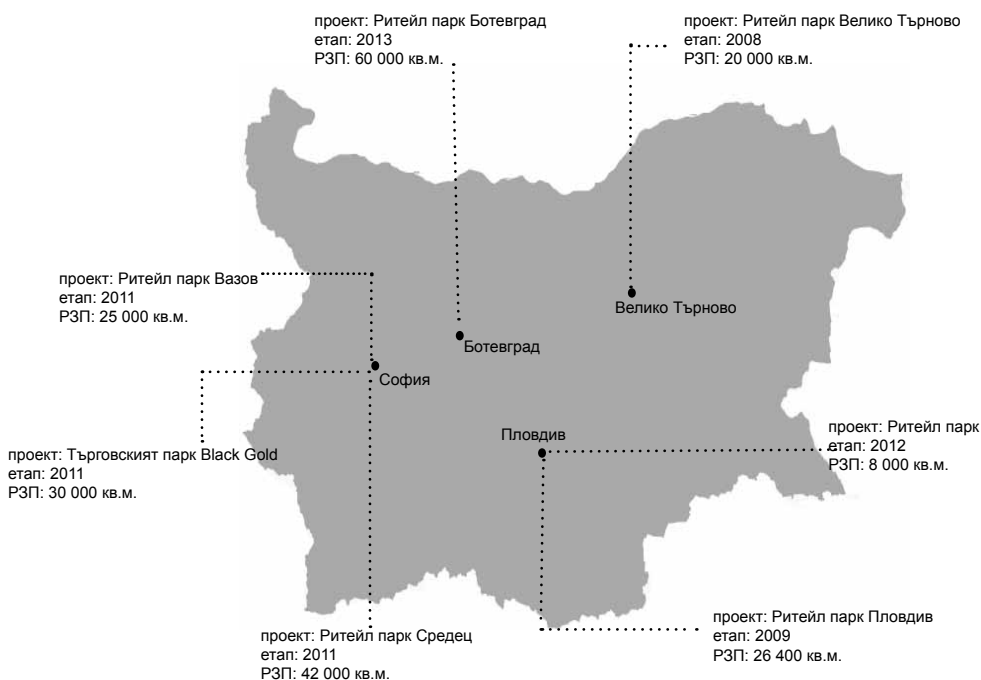 проект: Ритейл парк Ботевград
етап: 2013
РЗП: 60 000 кв.м.
проект: Ритейл парк Велико Търново
етап: 2008
РЗП: 20 000 кв.м.
проект: Ритейл парк Вазов
етап: 2011
РЗП: 25 000 кв.м.
Велико Търново
Ботевград
София
Пловдив
проект: Ритейл парк
етап: 2012
РЗП: 8 000 кв.м.
проект: Търговският парк Black Gold
етап: 2011
РЗП: 30 000 кв.м.
проект: Ритейл парк Средец
етап: 2011
РЗП: 42 000 кв.м.
проект: Ритейл парк Пловдив
етап: 2009
РЗП: 26 400 кв.м.